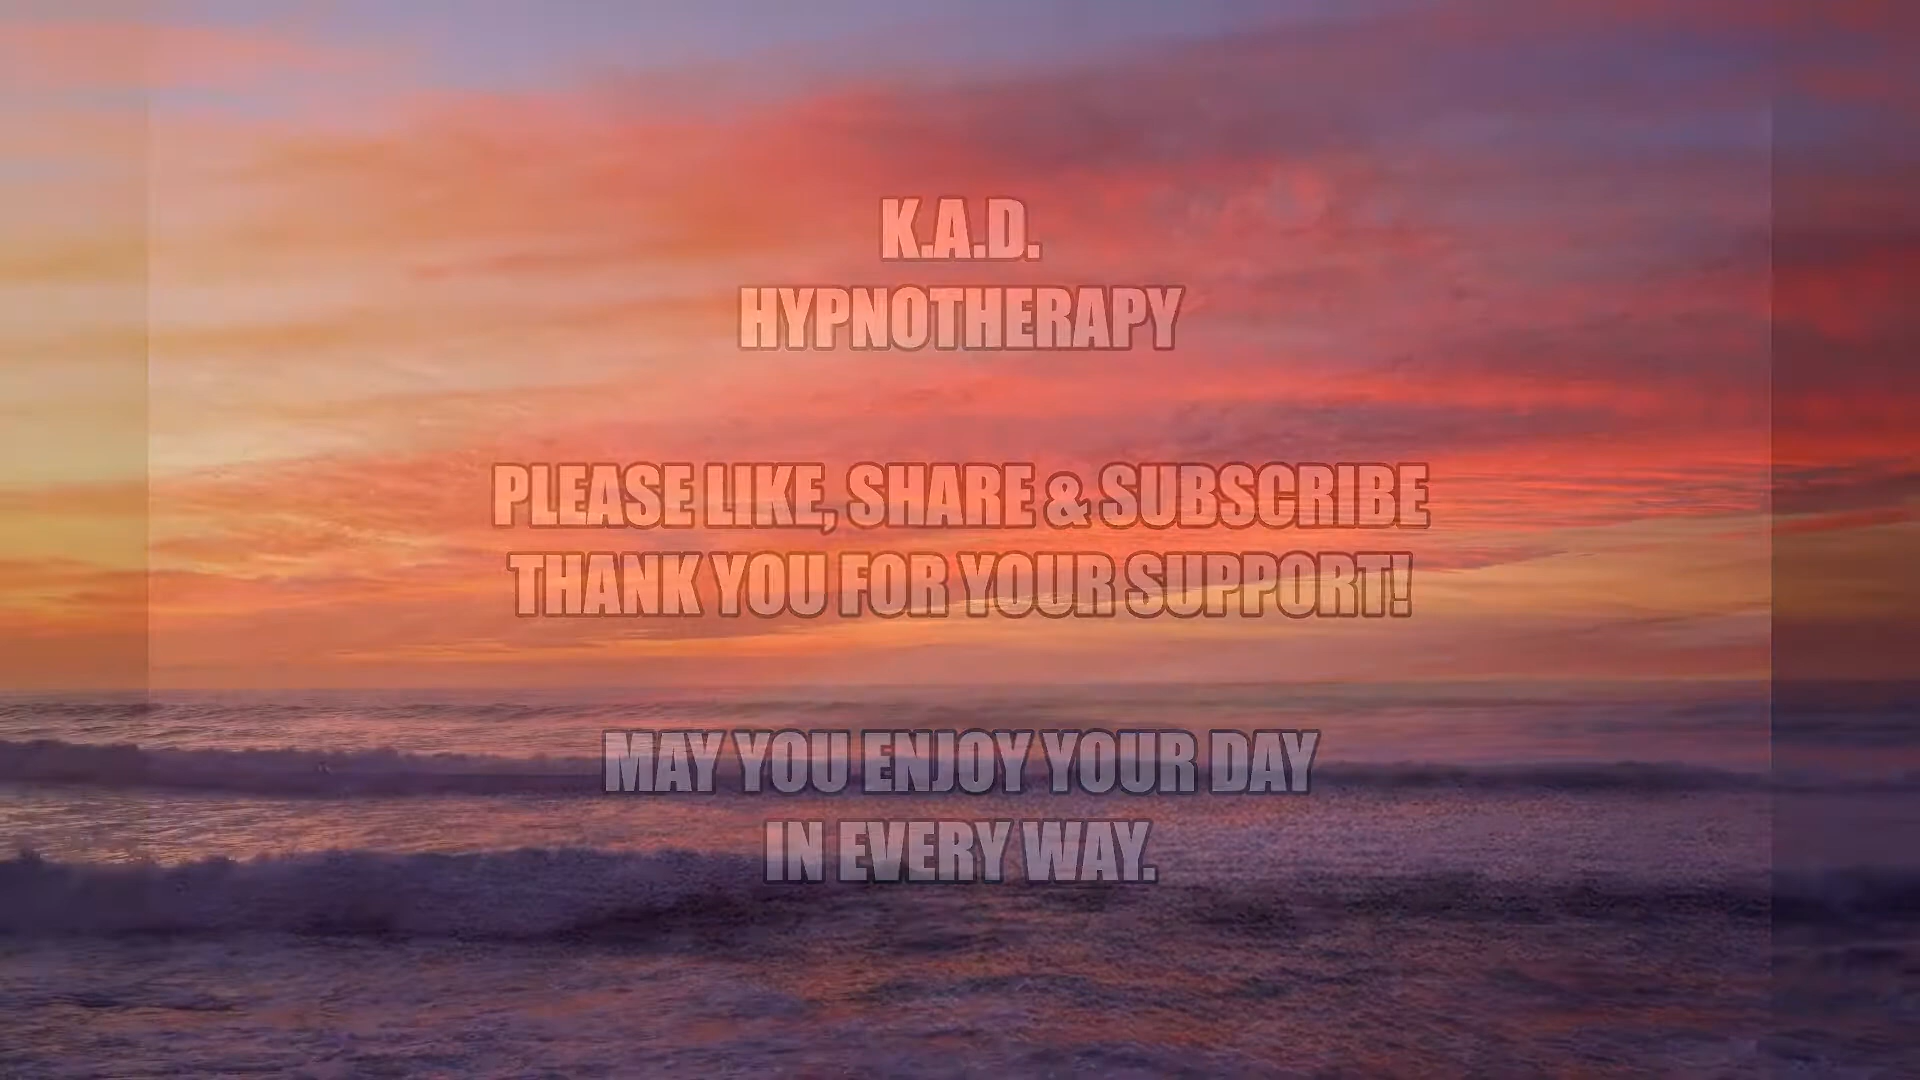 K.A.D.
HYPNOTHERAPY
PLEASE LIKE, SHARE & SUBSCRIBE
THANK YOU FOR YOUR SUPPORT!
MAY YOU ENJOY YOUR DAY
IN EVERY WAY.